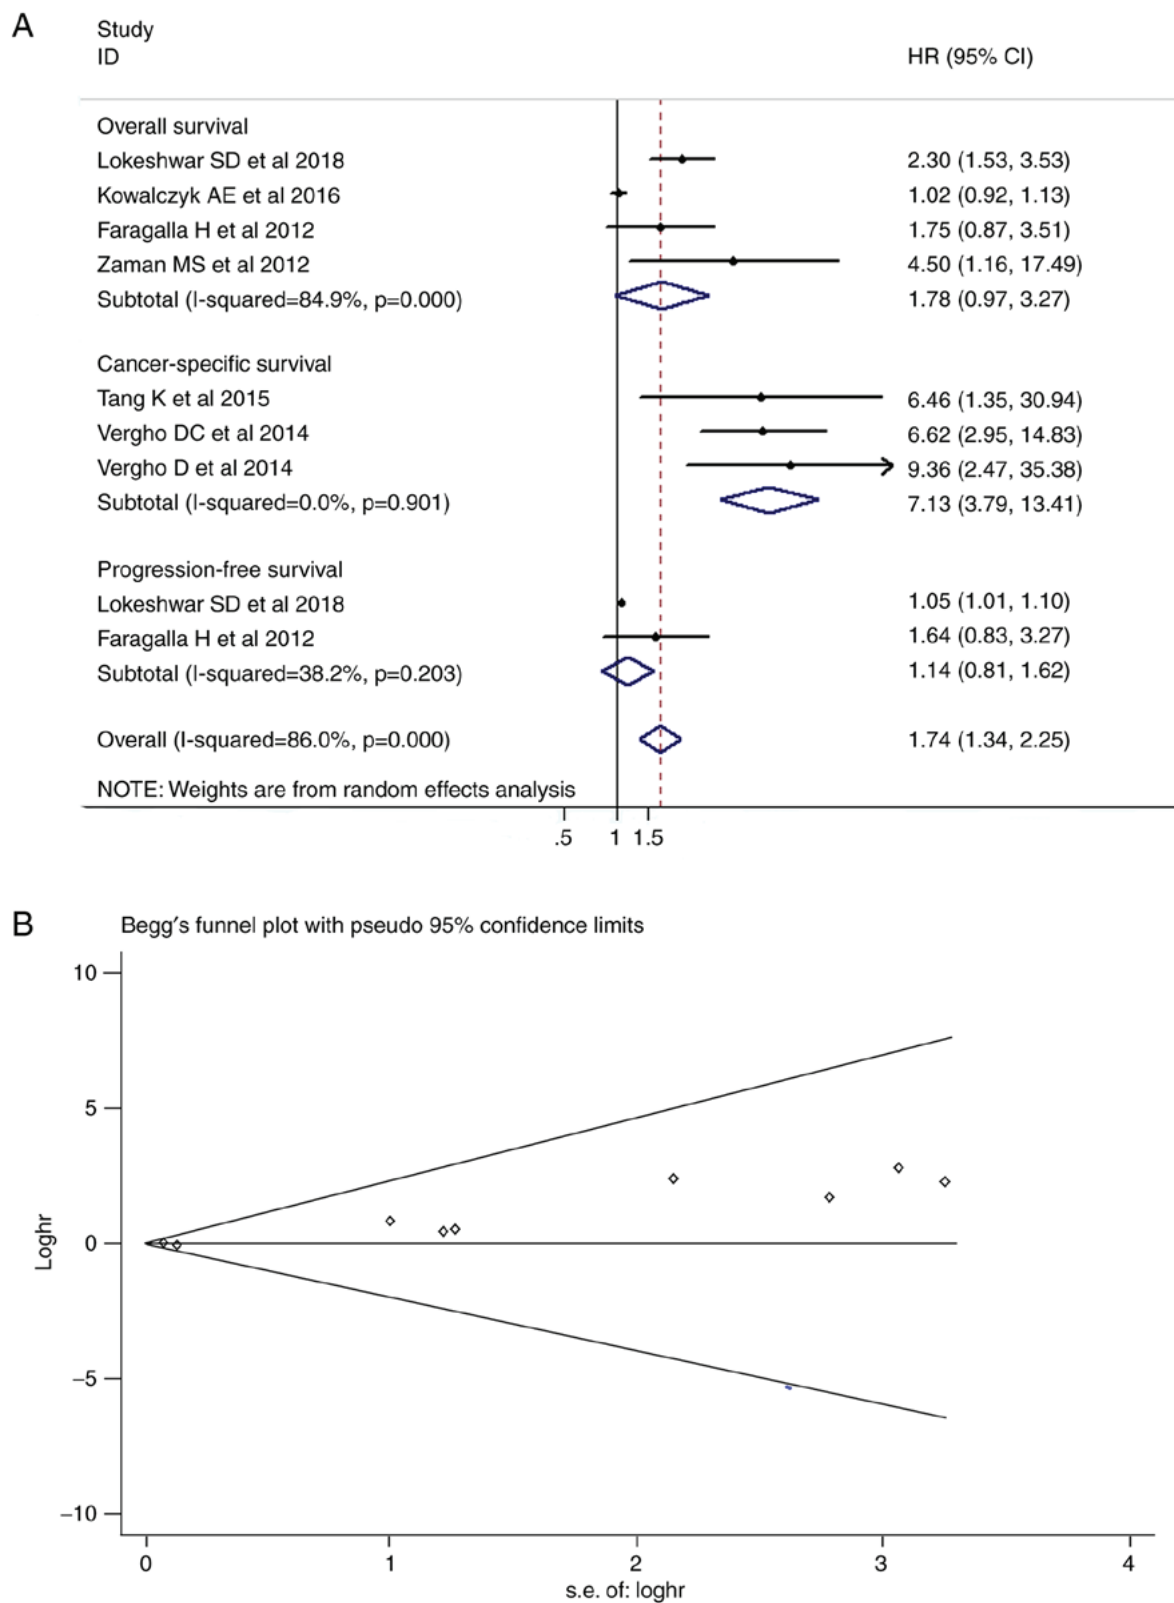 A
Study
ID HR (95% CI)
Overall survival
Lokeshwar SD et al 2018 2.30 (1.53, 3.53)
Kowalczyk AE et al 2016 1.02 (0.92, 1.13)
Faragalla H et al 2012 1.75 (0.87, 3.51)
Zaman MS et al 2012 4.50 (1.16, 17.49)
Subtotal (I-squared=84.9%, p=0.000) 1.78 (0.97, 3.27)
Cancer-specific survival
Tang K et al 2015 6.46 (1.35, 30.94)
Vergho DC et al 2014 6.62 (2.95, 14.83)
Vergho D et al 2014 9.36 (2.47, 35.38)
Subtotal (I-squared=0.0%, p=0.901) 7.13 (3.79, 13.41)
Progression-free survival
Lokeshwar SD et al 2018 1.05 (1.01, 1.10)
Faragalla H et al 2012 1.64 (0.83, 3.27)
Subtotal (I-squared=38.2%, p=0.203) 1.14 (0.81, 1.62)
Overall (I-squared=86.0%, p=0.000) 1.74 (1.34, 2.25)
NOTE: Weights are from random effects analysis
.5 1 1.5
B
Begg′s funnel plot with pseudo 95% confidence limits
10
5
0
−5
−10
Loghr
0 1 2 3 4
s.e. of: loghr